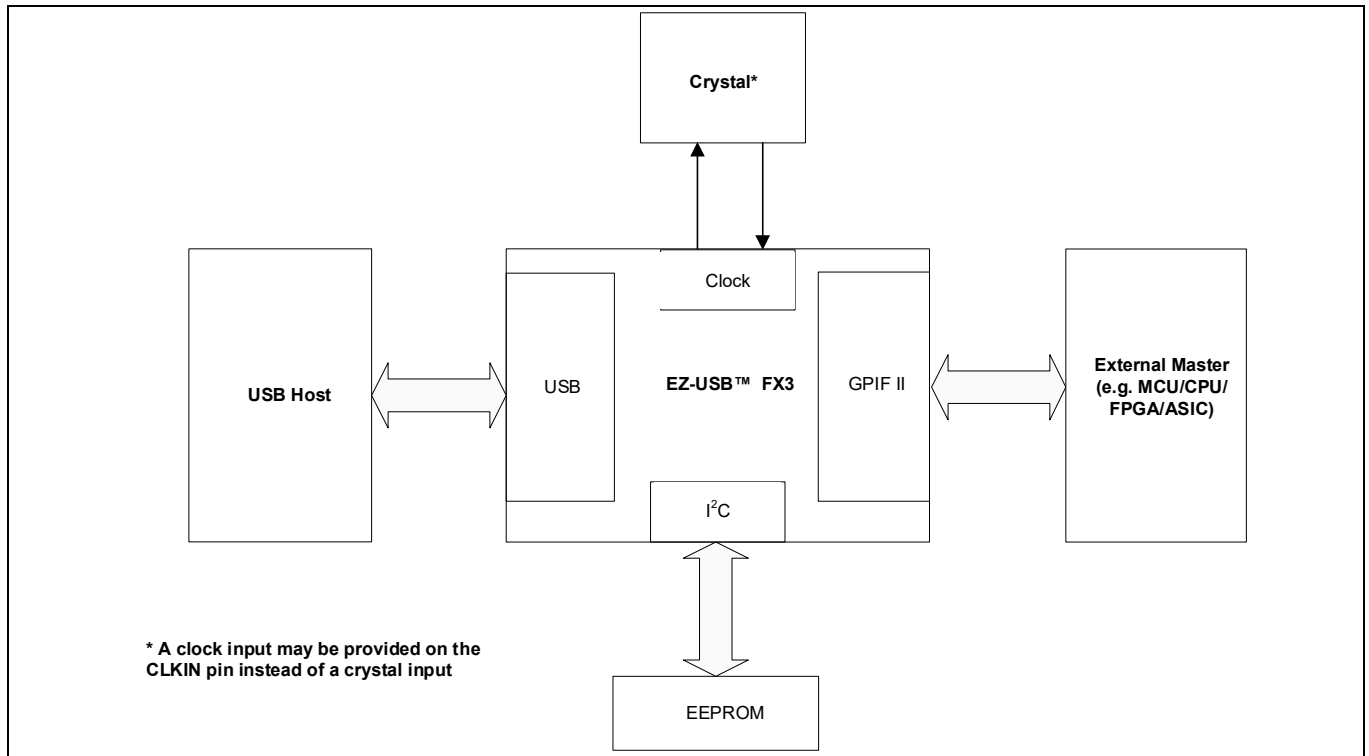 Crystal*
Clock
USB Host
USB
EZ-USB™ FX3
GPIF II
External Master
(e.g. MCU/CPU/
FPGA/ASIC)
I²C
* A clock input may be provided on the
CLKIN pin instead of a crystal input
EEPROM